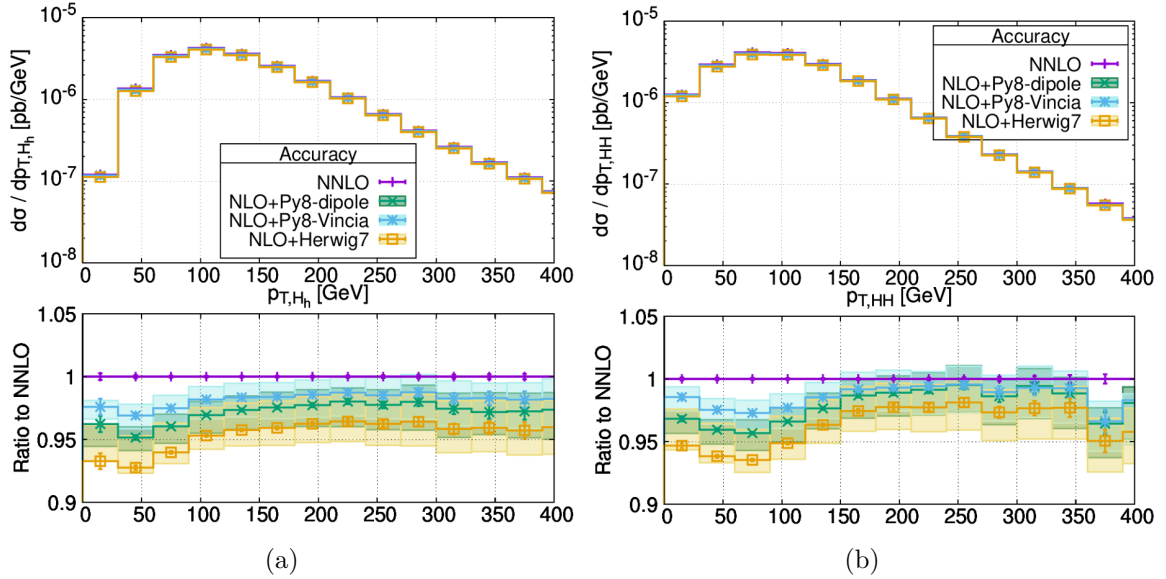 10⁻⁵
10⁻⁶
10⁻⁷
10⁻⁸
dσ / dp_T,H_h [pb/GeV]
Accuracy
NNLO
NLO+Py8-dipole
NLO+Py8-Vincia
NLO+Herwig7
0 50 100 150 200 250 300 350 400
p_T,H_h [GeV]
1.05
1
0.95
0.9
Ratio to NNLO
0 50 100 150 200 250 300 350 400
(a)
10⁻⁵
10⁻⁶
10⁻⁷
10⁻⁸
dσ / dp_T,HH [pb/GeV]
Accuracy
NNLO
NLO+Py8-dipole
NLO+Py8-Vincia
NLO+Herwig7
0 50 100 150 200 250 300 350 400
p_T,HH [GeV]
1.05
1
0.95
0.9
Ratio to NNLO
0 50 100 150 200 250 300 350 400
(b)